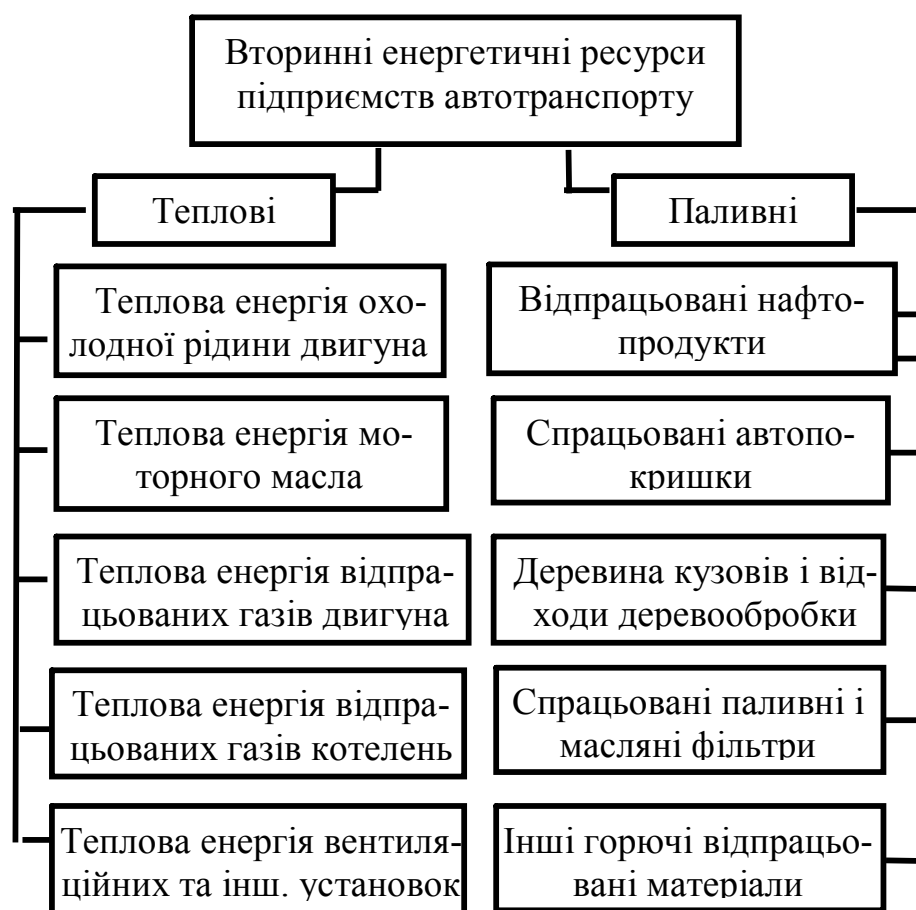 Вторинні енергетичні ресурси
підприємств автотранспорту
Теплові
Теплова енергія охо-
лодної рідини двигуна
Теплова енергія мо-
торного масла
Теплова енергія відпра-
цьованих газів двигуна
Теплова енергія відпра-
цьованих газів котелень
Теплова енергія вентиля-
ційних та інш. установок
Паливні
Відпрацьовані нафто-
продукти
Спрацьовані автопо-
кришки
Деревина кузовів і від-
ходи деревообробки
Спрацьовані паливні і
масляні фільтри
Інші горючі відпрацьо-
вані матеріали